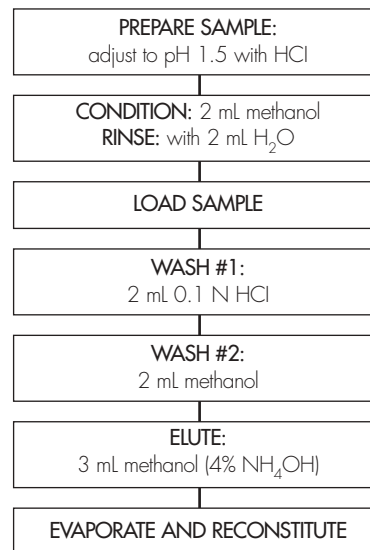 PREPARE SAMPLE:
adjust to pH 1.5 with HCl
CONDITION: 2 mL methanol
RINSE: with 2 mL H₂O
LOAD SAMPLE
WASH #1:
2 mL 0.1 N HCl
WASH #2:
2 mL methanol
ELUTE:
3 mL methanol (4% NH₄OH)
EVAPORATE AND RECONSTITUTE